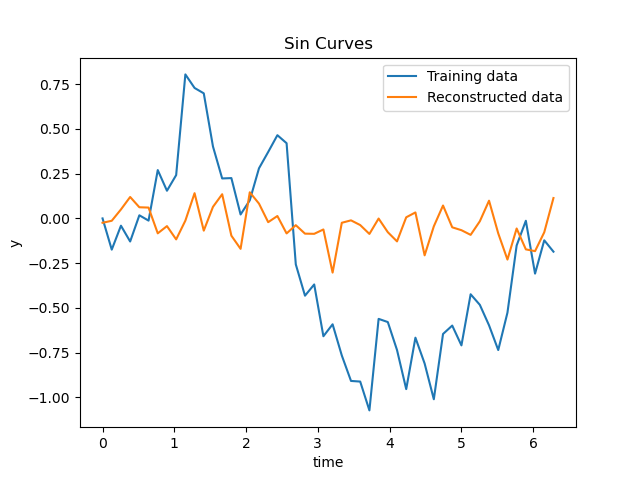 Sin Curves
Training data
Reconstructed data
0.75
0.50
0.25
0.00
−0.25
−0.50
−0.75
−1.00
y
0 1 2 3 4 5 6
time